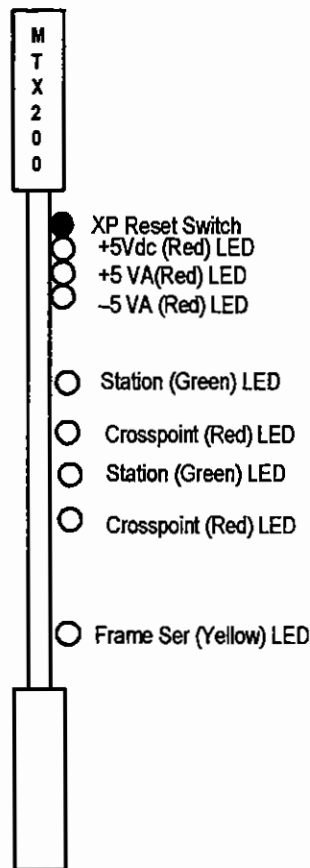 M
T
X
2
0
0
XP Reset Switch
+5Vdc (Red) LED
+5 VA(Red) LED
–5 VA (Red) LED
Station (Green) LED
Crosspoint (Red) LED
Station (Green) LED
Crosspoint (Red) LED
Frame Ser (Yellow) LED